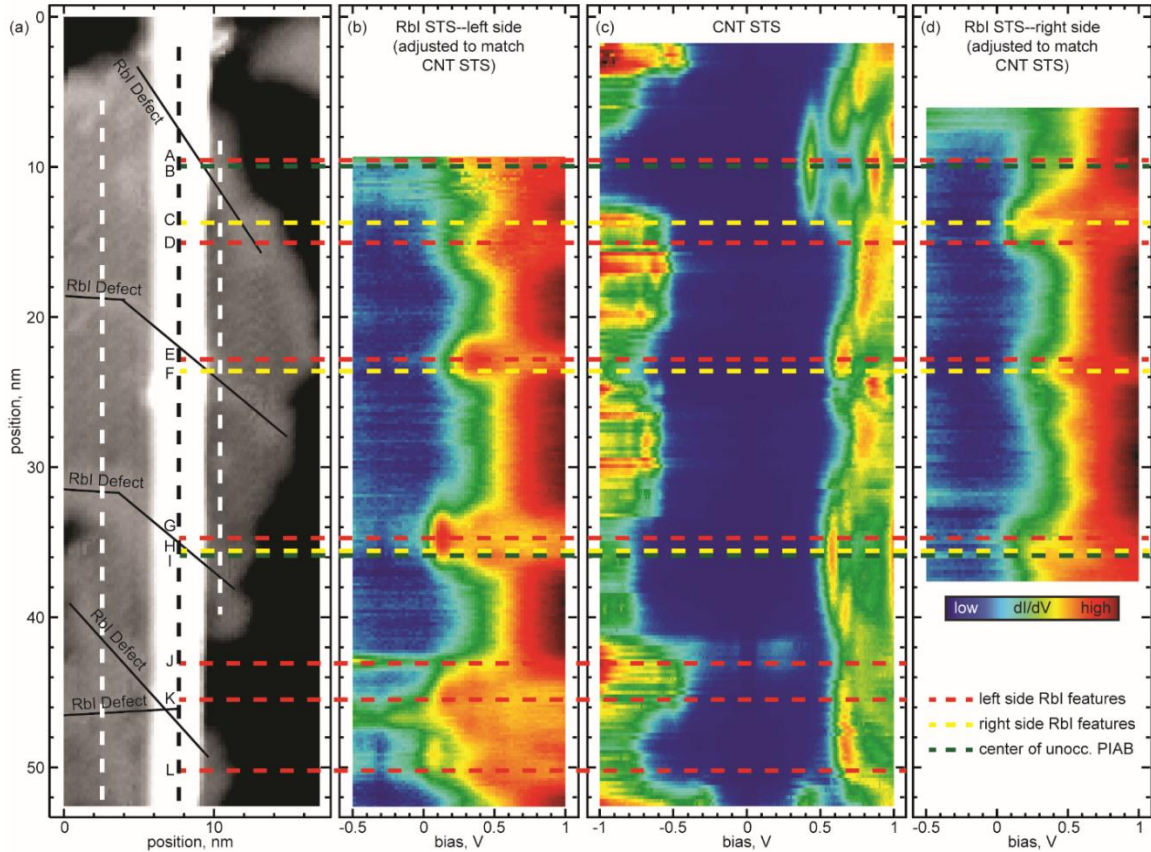 (a)
(b)
RbI STS--left side
(adjusted to match
CNT STS)
(c)
CNT STS
(d)
RbI STS--right side
(adjusted to match
CNT STS)
0
10
20
30
40
50
position, nm
RbI Defect
RbI Defect
RbI Defect
RbI Defect
RbI Defect
A
B
C
D
E
F
G
H
I
J
K
L
low
dI/dV
high
left side RbI features
right side RbI features
center of unocc. PIAB
0
10
position, nm
-0.5
0
0.5
1
bias, V
-1
-0.5
0
0.5
1
bias, V
-0.5
0
0.5
1
bias, V